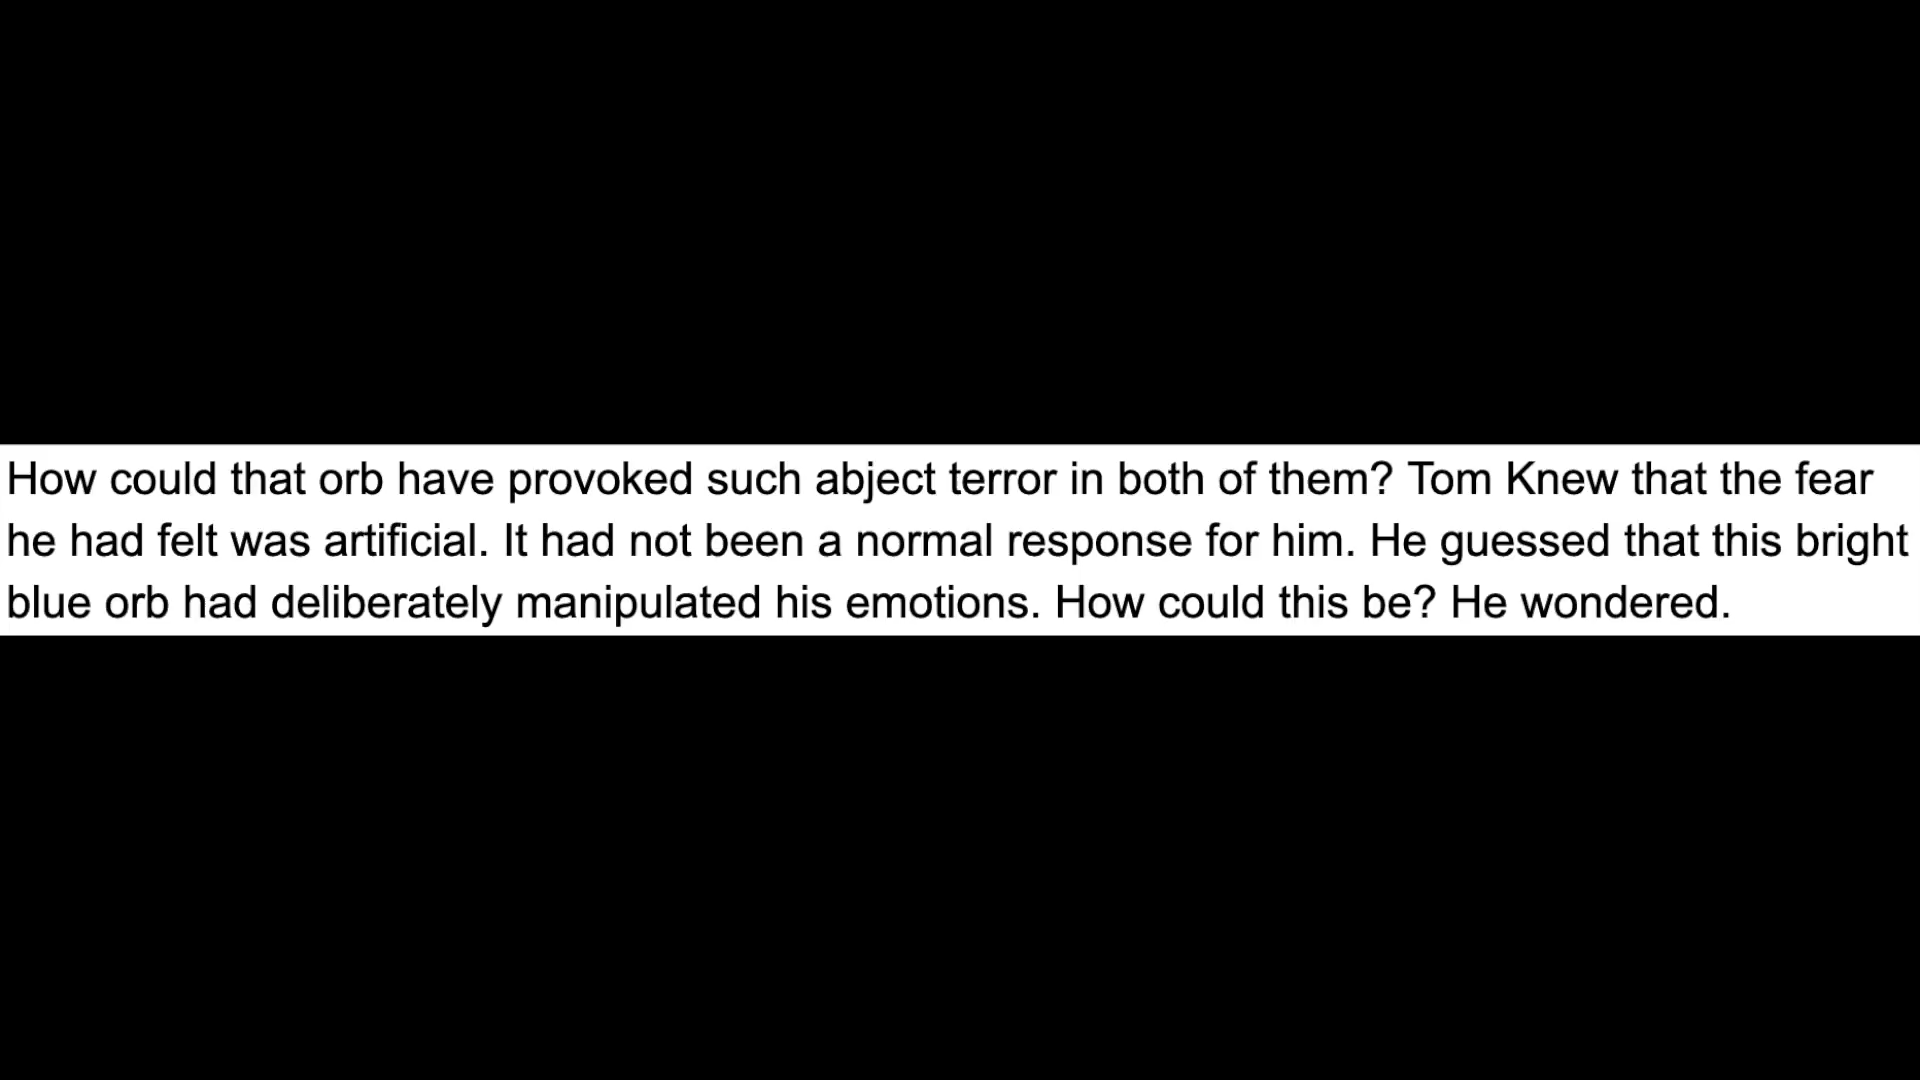 How could that orb have provoked such abject terror in both of them? Tom Knew that the fear
he had felt was artificial. It had not been a normal response for him. He guessed that this bright
blue orb had deliberately manipulated his emotions. How could this be? He wondered.